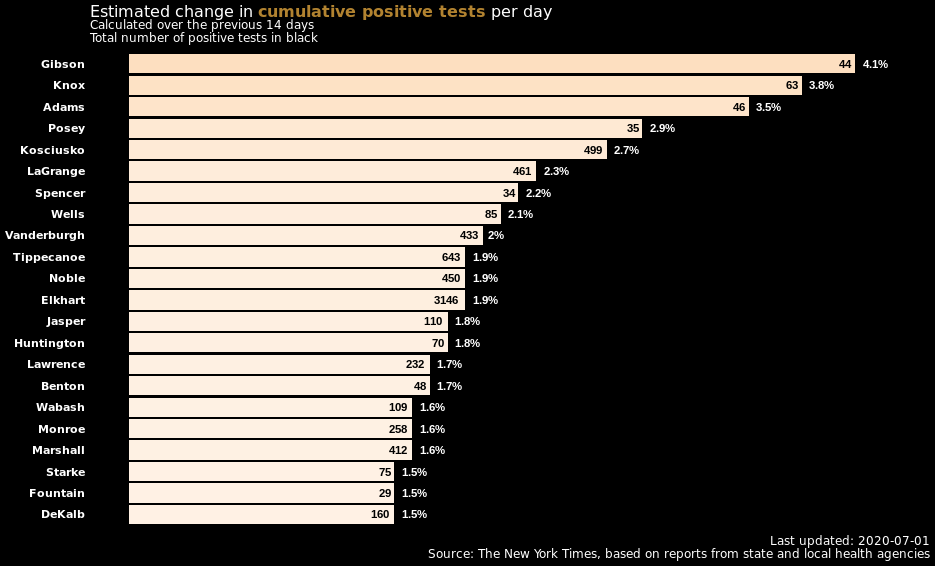 Estimated change in cumulative positive tests per day
Calculated over the previous 14 days
Total number of positive tests in black
Gibson 44 4.1%
Knox 63 3.8%
Adams 46 3.5%
Posey 35 2.9%
Kosciusko 499 2.7%
LaGrange 461 2.3%
Spencer 34 2.2%
Wells 85 2.1%
Vanderburgh 433 2%
Tippecanoe 643 1.9%
Noble 450 1.9%
Elkhart 3146 1.9%
Jasper 110 1.8%
Huntington 70 1.8%
Lawrence 232 1.7%
Benton 48 1.7%
Wabash 109 1.6%
Monroe 258 1.6%
Marshall 412 1.6%
Starke 75 1.5%
Fountain 29 1.5%
DeKalb 160 1.5%
Last updated: 2020-07-01
Source: The New York Times, based on reports from state and local health agencies